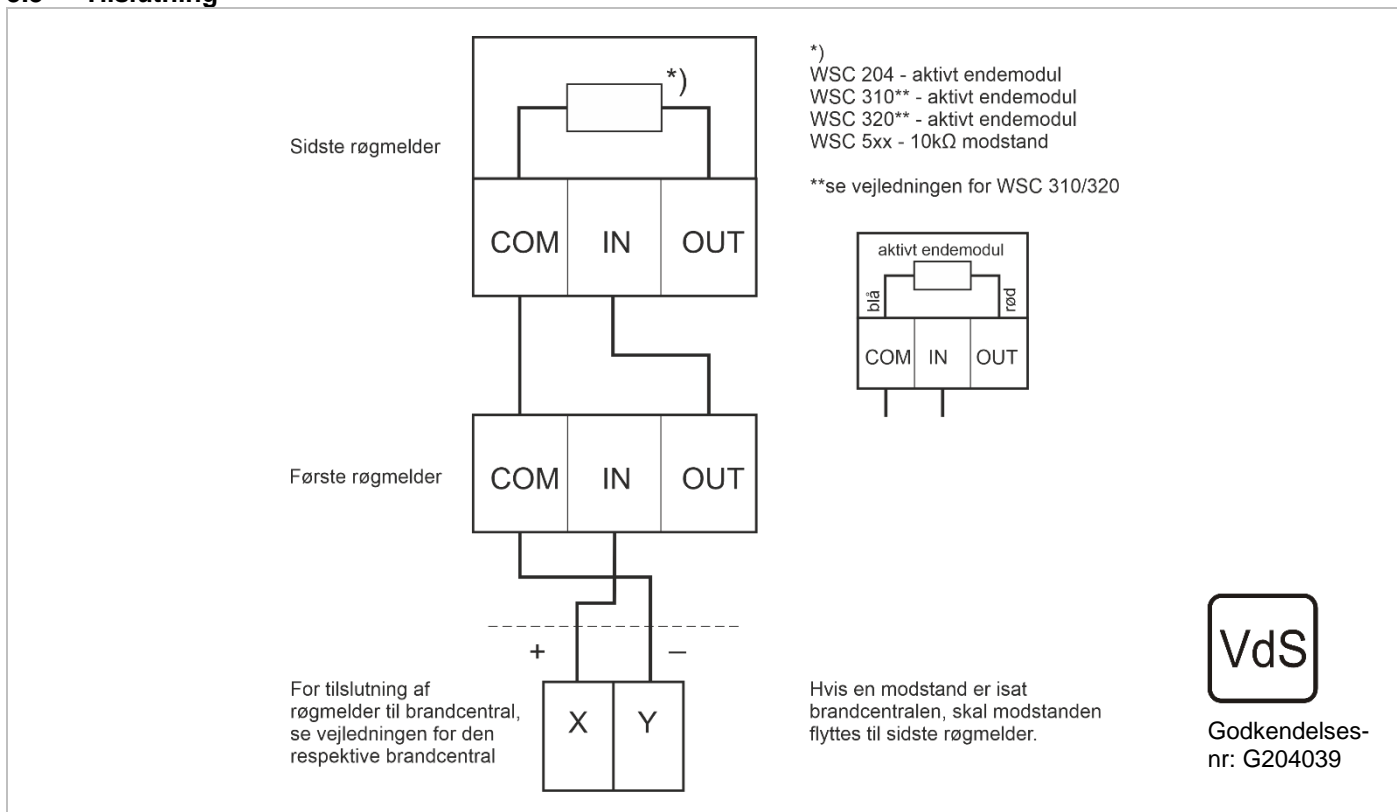 Tilslutning
*)
Sidste røgmelder
COM IN OUT
*)
WSC 204 - aktivt endemodul
WSC 310** - aktivt endemodul
WSC 320** - aktivt endemodul
WSC 5xx - 10kΩ modstand
**se vejledningen for WSC 310/320
aktivt endemodul
blå
rød
COM IN OUT
Første røgmelder
COM IN OUT
+ –
For tilslutning af
røgmelder til brandcentral,
se vejledningen for den
respektive brandcentral
X Y
Hvis en modstand er isat
brandcentralen, skal modstanden
flyttes til sidste røgmelder.
VdS
Godkendelses-
nr: G204039